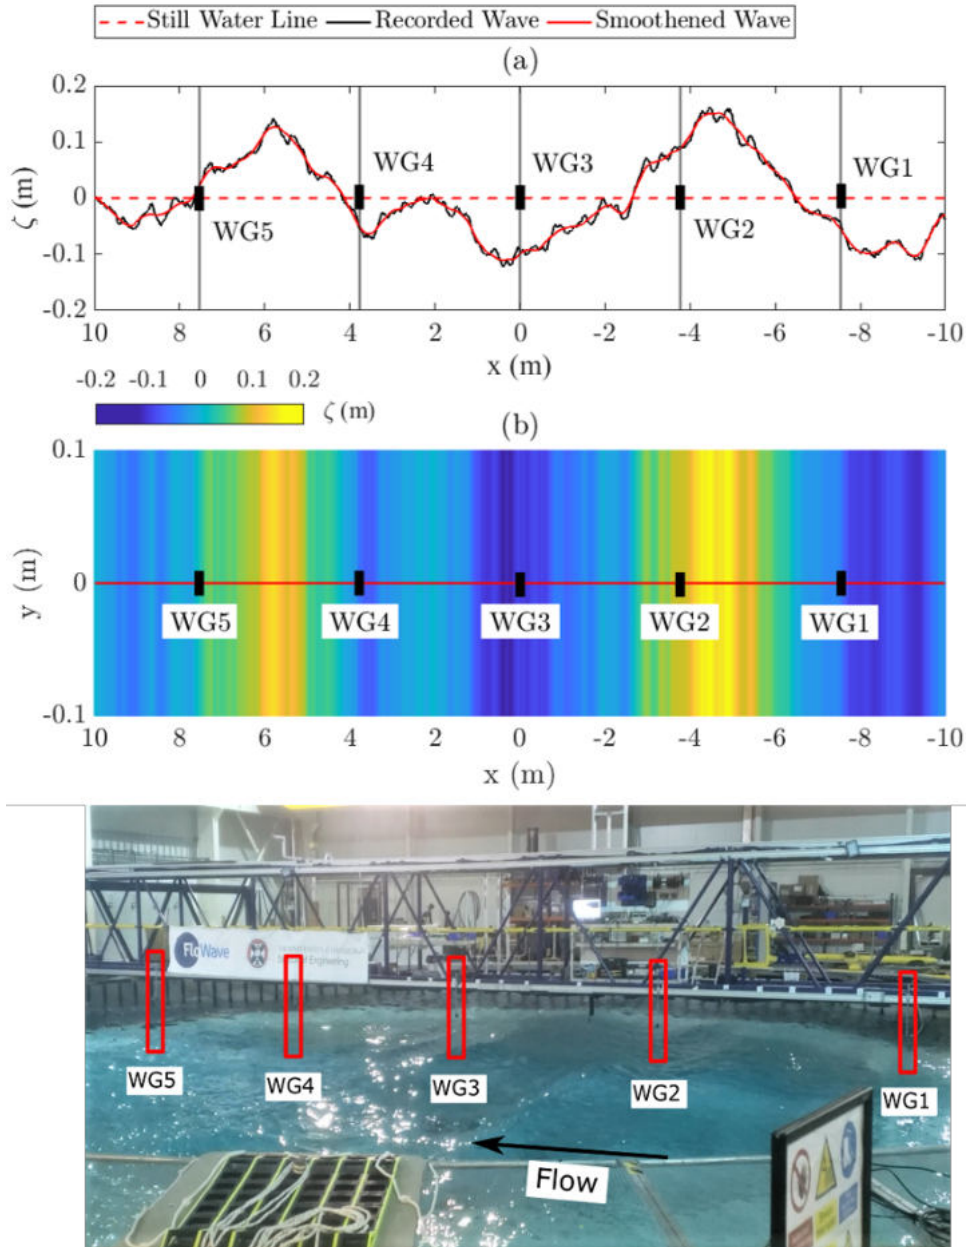 Still Water Line Recorded Wave Smoothened Wave
(a)
0.2
0.1
0
-0.1
-0.2
ζ (m)
WG5
WG4
WG3
WG2
WG1
10 8 6 4 2 0 -2 -4 -6 -8 -10
x (m)
-0.2 -0.1 0 0.1 0.2
ζ (m)
(b)
0.1
0
-0.1
y (m)
WG5 WG4 WG3 WG2 WG1
10 8 6 4 2 0 -2 -4 -6 -8 -10
x (m)
FloWave
Engineering
WG5 WG4 WG3 WG2 WG1
Flow